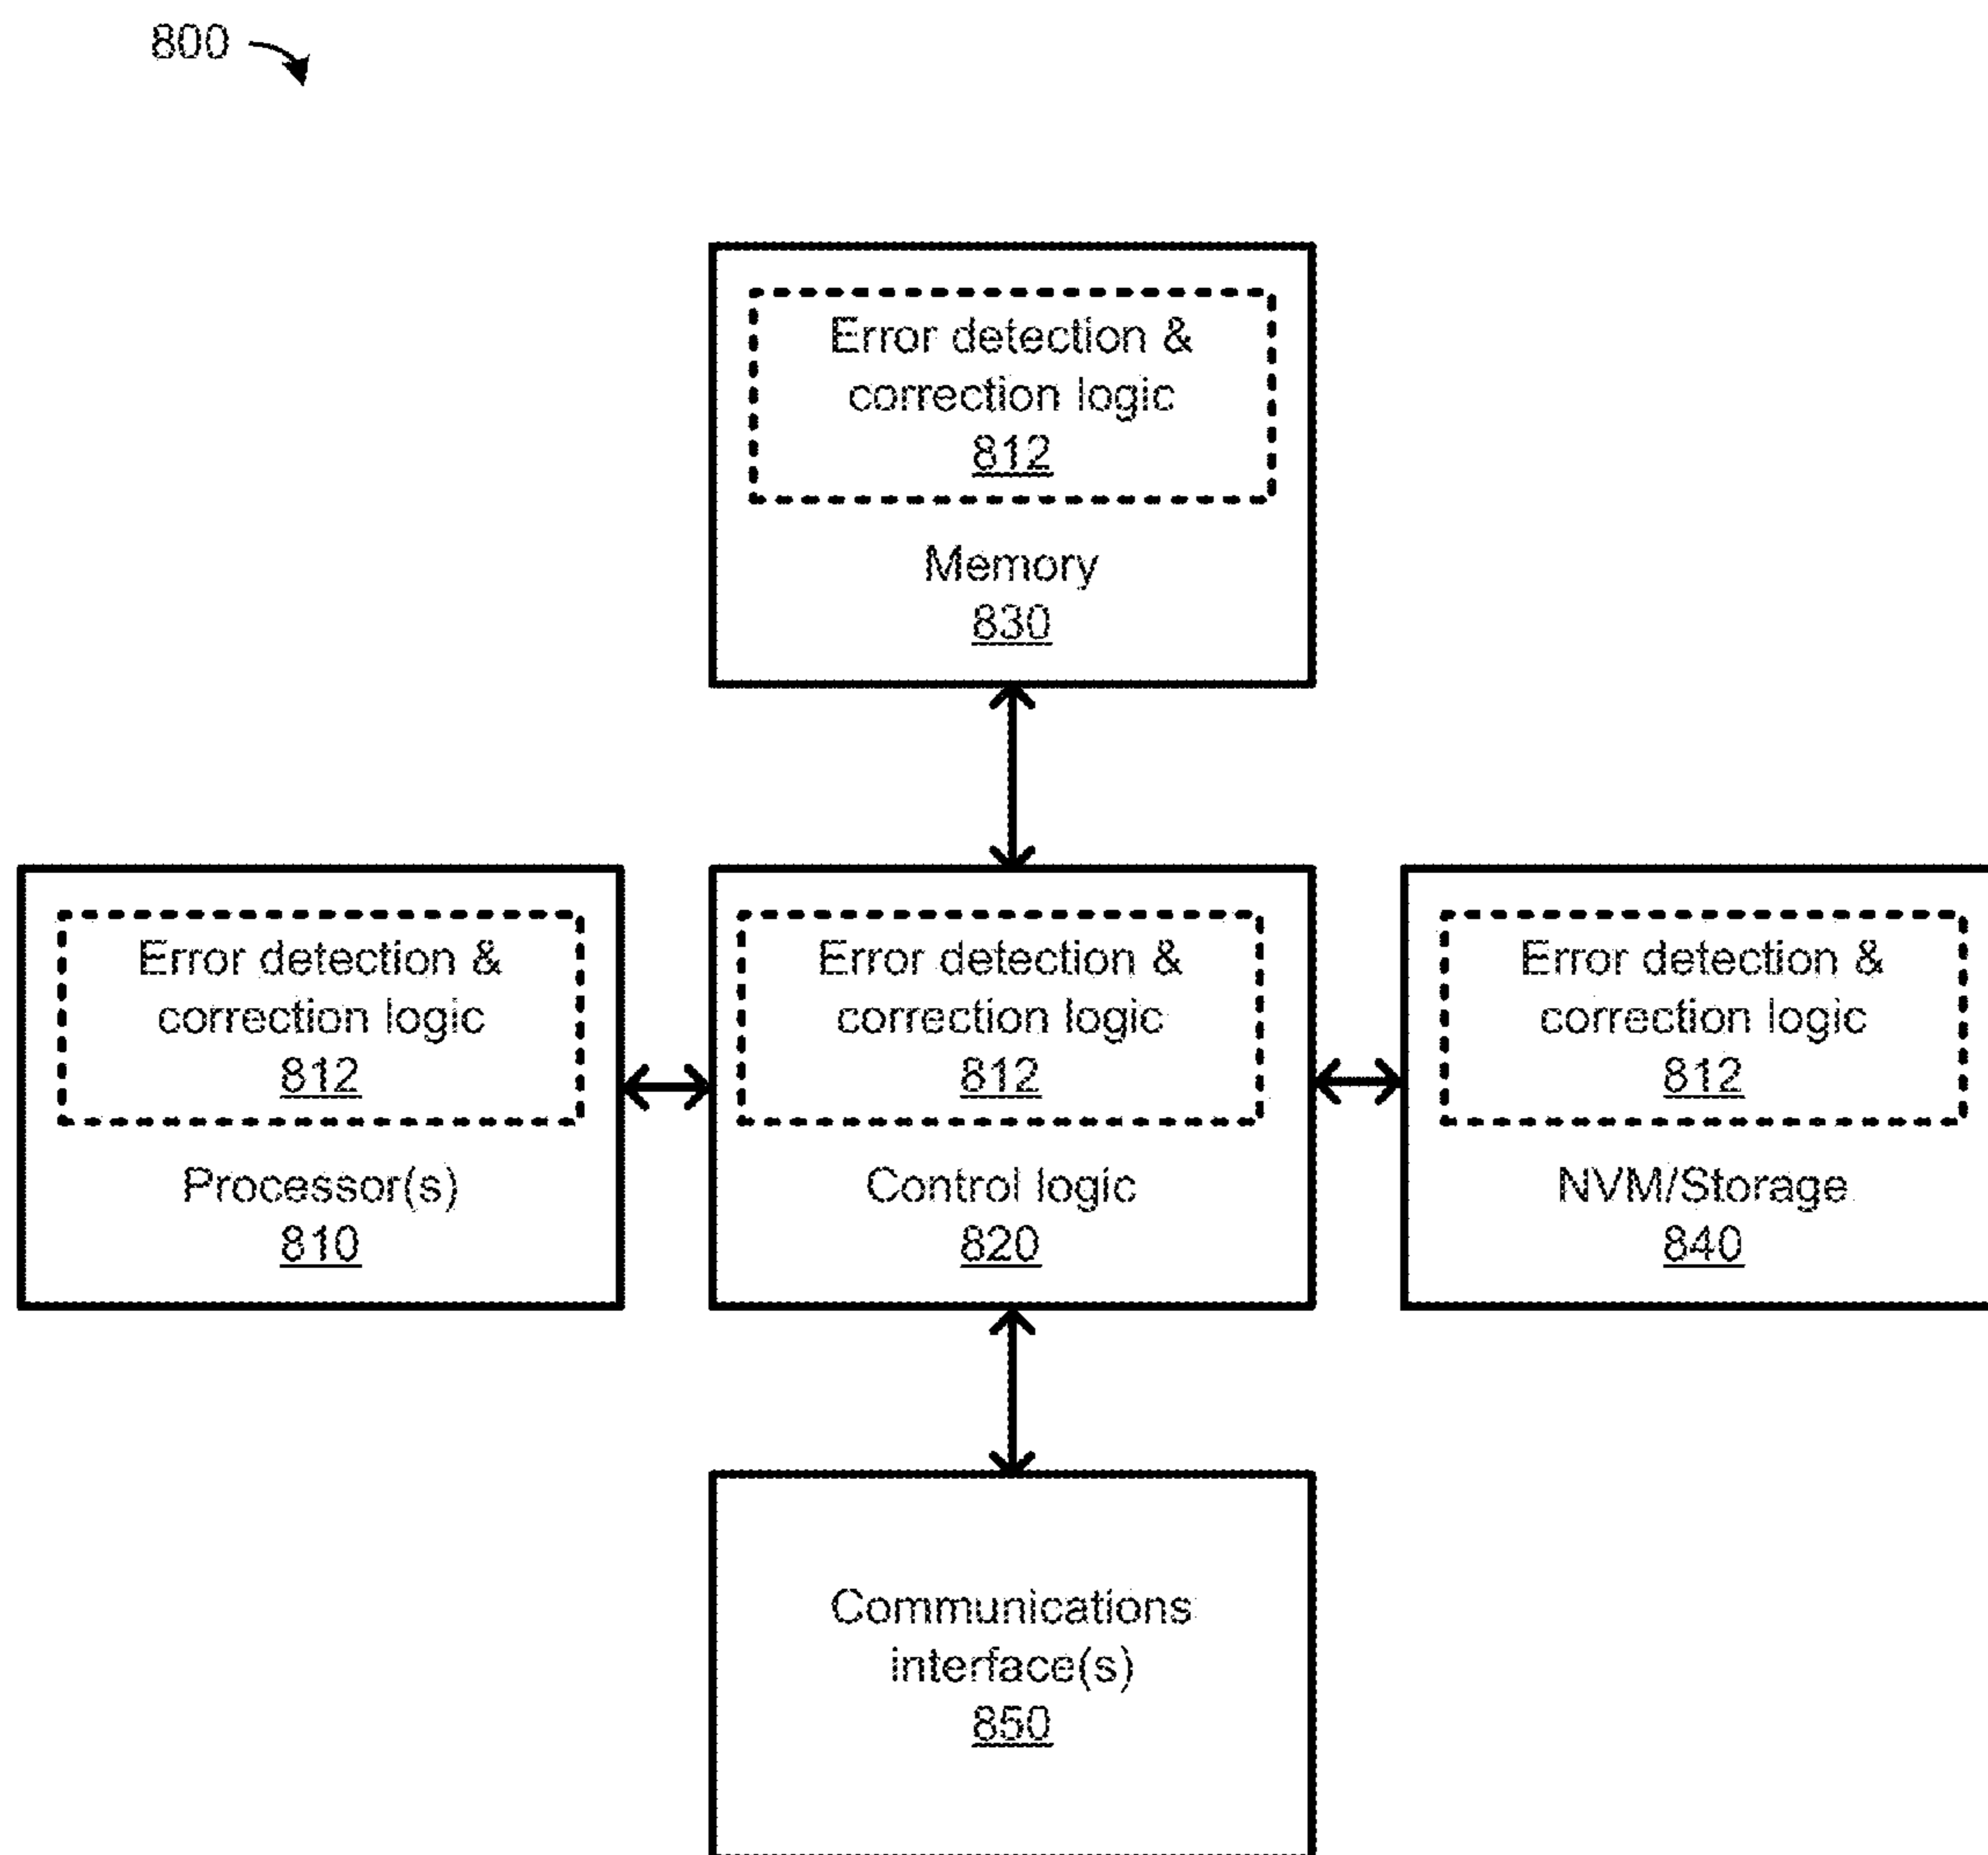 800
Error detection &
correction logic
812
Memory
830
Error detection &
correction logic
812
Processor(s)
810
Error detection &
correction logic
812
Control logic
820
Error detection &
correction logic
812
NVM/Storage
840
Communications
interface(s)
850